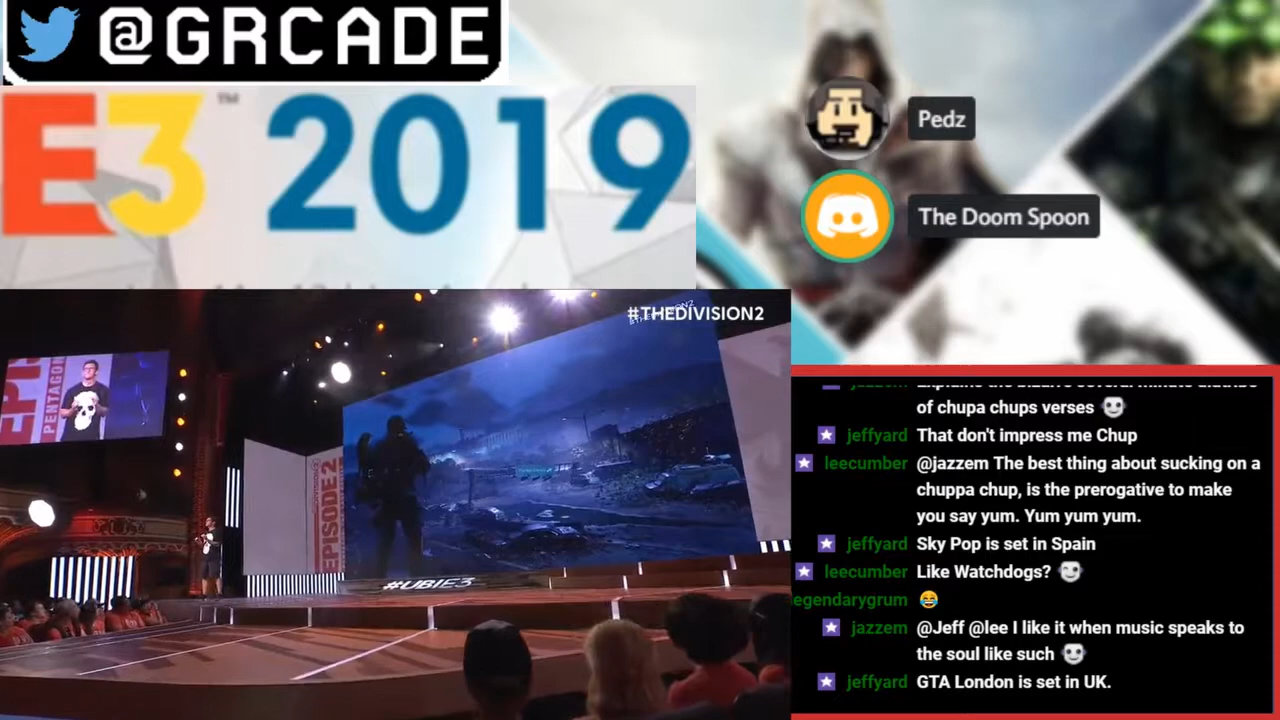 @GRCADE
E3™ 2019
Pedz
The Doom Spoon
#THEDIVISION2
EPI
PENTAGON
EPISODE 2
#UBIE3
of chupa chups verses
jeffyard That don't impress me Chup
leecumber @jazzem The best thing about sucking on a
chuppa chup, is the prerogative to make
you say yum. Yum yum yum.
jeffyard Sky Pop is set in Spain
leecumber Like Watchdogs?
egendarygrum
jazzem @Jeff @lee I like it when music speaks to
the soul like such
jeffyard GTA London is set in UK.